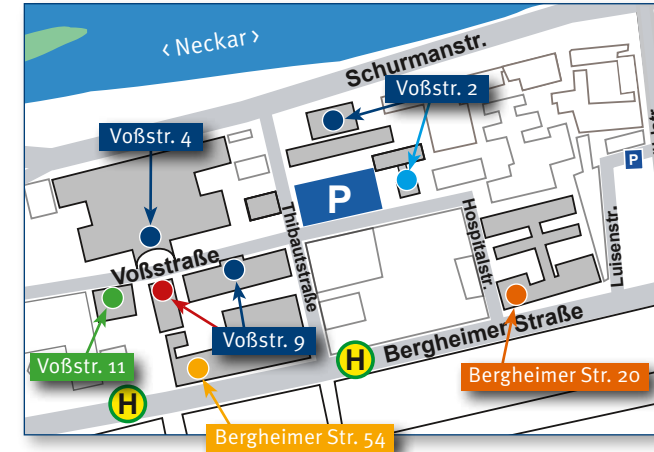 ‹ Neckar ›
Schurmanstr.
Voßstr. 2
Voßstr. 4
P
P
Thibautstraße
Hospitalstr.
Luisenstr.
Voßstraße
Voßstr. 9
Voßstr. 11
H
Bergheimer Straße
Bergheimer Str. 20
H
Bergheimer Str. 54